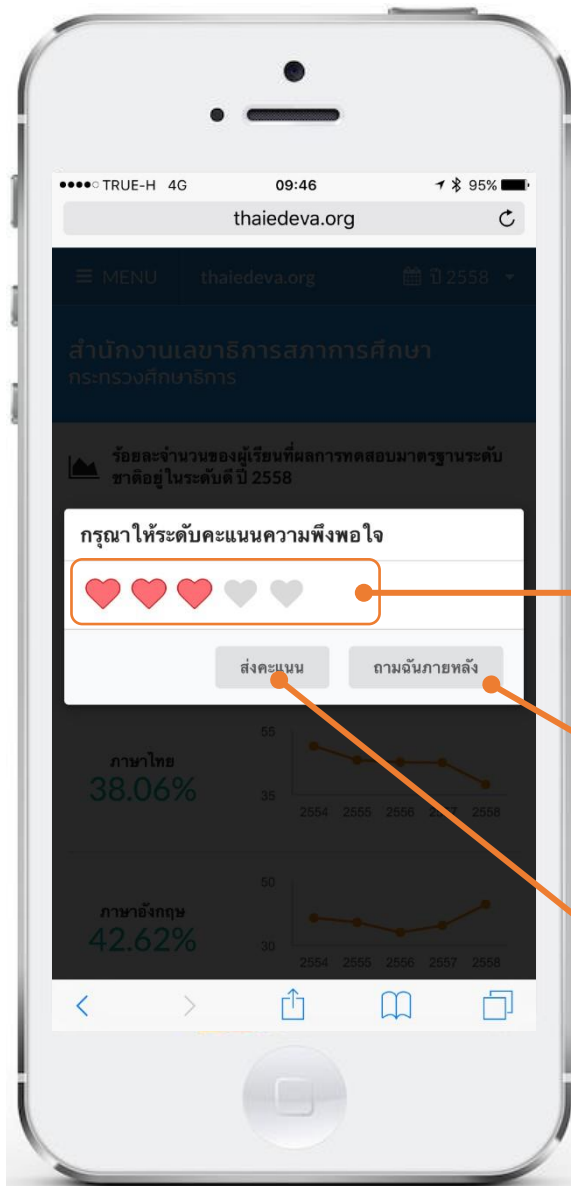 TRUE-H 4G 09:46 95%
thaiedeva.org
MENU thaiedeva.org ปี 2558
สำนักงานเลขาธิการสภาการศึกษา
กระทรวงศึกษาธิการ
ร้อยละจำนวนของผู้เรียนที่ผลการทดสอบมาตรฐานระดับ
ชาติอยู่ในระดับดี ปี 2558
กรุณาให้ระดับคะแนนความพึงพอใจ
ส่งคะแนน ถามฉันภายหลัง
55
ภาษาไทย
38.06%
35
2554 2555 2556 2557 2558
50
ภาษาอังกฤษ
42.62%
30
2554 2555 2556 2557 2558